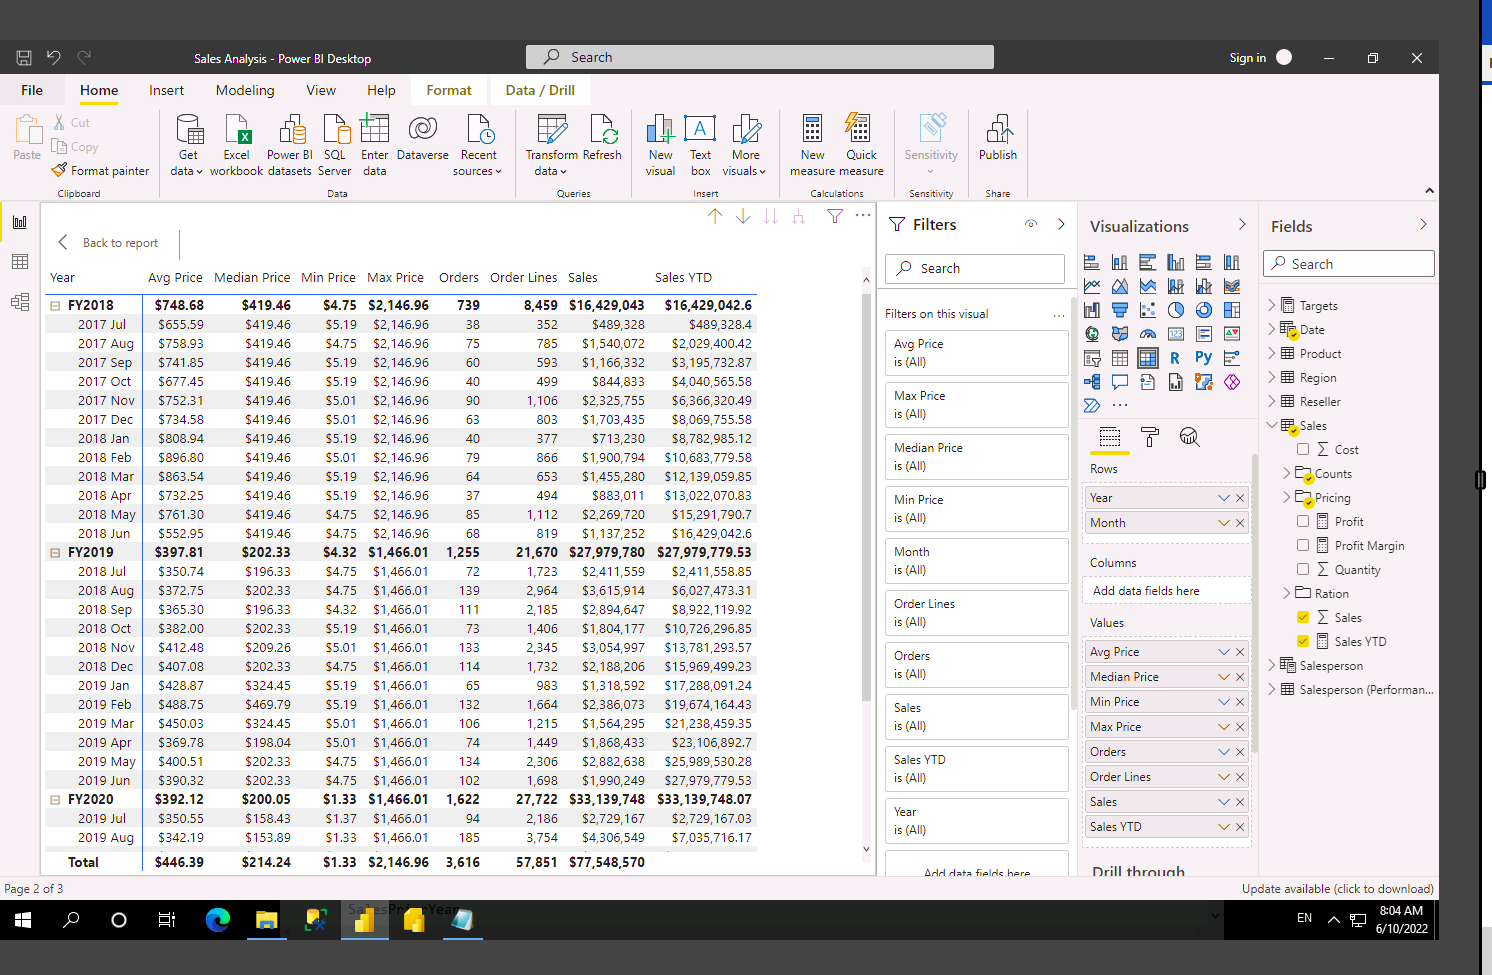 Sales Analysis - Power BI Desktop
Search
Sign in
File Home Insert Modeling View Help Format Data / Drill
Paste
Cut
Copy
Format painter
Clipboard
Get data
Excel workbook
Power BI datasets
SQL Server
Enter data
Dataverse
Recent sources
Data
Transform data
Refresh
Queries
New visual
Text box
More visuals
Insert
New measure
Quick measure
Calculations
Sensitivity
Sensitivity
Publish
Share
Back to report
Year Avg Price Median Price Min Price Max Price Orders Order Lines Sales Sales YTD
FY2018 $748.68 $419.46 $4.75 $2,146.96 739 8,459 $16,429,043 $16,429,042.6
2017 Jul $655.59 $419.46 $5.19 $2,146.96 38 352 $489,328 $489,328.4
2017 Aug $758.93 $419.46 $4.75 $2,146.96 75 785 $1,540,072 $2,029,400.42
2017 Sep $741.85 $419.46 $5.19 $2,146.96 60 593 $1,166,332 $3,195,732.87
2017 Oct $677.45 $419.46 $5.19 $2,146.96 40 499 $844,833 $4,040,565.58
2017 Nov $752.31 $419.46 $5.01 $2,146.96 90 1,106 $2,325,755 $6,366,320.49
2017 Dec $734.58 $419.46 $5.01 $2,146.96 63 803 $1,703,435 $8,069,755.58
2018 Jan $808.94 $419.46 $5.19 $2,146.96 40 377 $713,230 $8,782,985.12
2018 Feb $896.80 $419.46 $5.01 $2,146.96 79 866 $1,900,794 $10,683,779.58
2018 Mar $863.54 $419.46 $5.19 $2,146.96 64 653 $1,455,280 $12,139,059.85
2018 Apr $732.25 $419.46 $5.19 $2,146.96 37 494 $883,011 $13,022,070.83
2018 May $761.30 $419.46 $4.75 $2,146.96 85 1,112 $2,269,720 $15,291,790.7
2018 Jun $552.95 $419.46 $4.75 $2,146.96 68 819 $1,137,252 $16,429,042.6
FY2019 $397.81 $202.33 $4.32 $1,466.01 1,255 21,670 $27,979,780 $27,979,779.53
2018 Jul $350.74 $196.33 $4.75 $1,466.01 72 1,723 $2,411,559 $2,411,558.85
2018 Aug $372.75 $202.33 $4.75 $1,466.01 139 2,964 $3,615,914 $6,027,473.31
2018 Sep $365.30 $196.33 $4.32 $1,466.01 111 2,185 $2,894,647 $8,922,119.92
2018 Oct $382.00 $202.33 $5.19 $1,466.01 73 1,406 $1,804,177 $10,726,296.85
2018 Nov $412.48 $209.26 $5.01 $1,466.01 133 2,345 $3,054,997 $13,781,293.57
2018 Dec $407.08 $202.33 $4.75 $1,466.01 114 1,732 $2,188,206 $15,969,499.23
2019 Jan $428.87 $324.45 $5.19 $1,466.01 65 983 $1,318,592 $17,288,091.24
2019 Feb $488.75 $469.79 $5.19 $1,466.01 132 1,664 $2,386,073 $19,674,164.43
2019 Mar $450.03 $324.45 $5.01 $1,466.01 106 1,215 $1,564,295 $21,238,459.35
2019 Apr $369.78 $198.04 $5.01 $1,466.01 74 1,449 $1,868,433 $23,106,892.7
2019 May $400.51 $202.33 $4.75 $1,466.01 134 2,306 $2,882,638 $25,989,530.28
2019 Jun $390.32 $202.33 $4.75 $1,466.01 102 1,698 $1,990,249 $27,979,779.53
FY2020 $392.12 $200.05 $1.33 $1,466.01 1,622 27,722 $33,139,748 $33,139,748.07
2019 Jul $350.55 $158.43 $1.37 $1,466.01 94 2,186 $2,729,167 $2,729,167.03
2019 Aug $342.19 $153.89 $1.33 $1,466.01 185 3,754 $4,306,549 $7,035,716.17
Total $446.39 $214.24 $1.33 $2,146.96 3,616 57,851 $77,548,570
Filters
Search
Filters on this visual
Avg Price
is (All)
Max Price
is (All)
Median Price
is (All)
Min Price
is (All)
Month
is (All)
Order Lines
is (All)
Orders
is (All)
Sales
is (All)
Sales YTD
is (All)
Year
is (All)
Add data fields here
Visualizations
R
Py
123
Rows
Year
Month
Columns
Add data fields here
Values
Avg Price
Median Price
Min Price
Max Price
Orders
Order Lines
Sales
Sales YTD
Drill through
Fields
Search
Targets
Date
Product
Region
Reseller
Sales
Cost
Counts
Pricing
Profit
Profit Margin
Quantity
Ration
Sales
Sales YTD
Salesperson
Salesperson (Performan...
Page 2 of 3
Update available (click to download)
EN
8:04 AM
6/10/2022